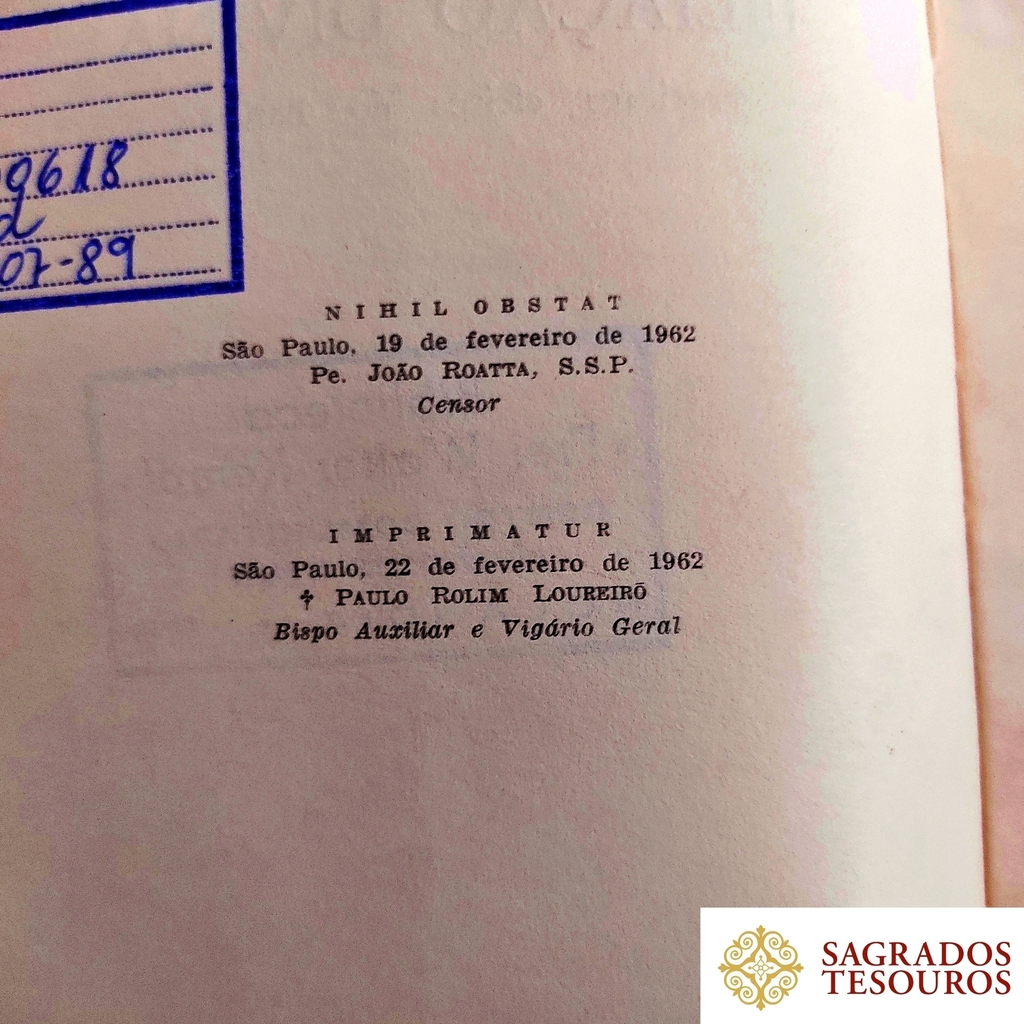 9618
07-89
NIHIL OBSTAT
São Paulo, 19 de fevereiro de 1962
Pe. JOÃO ROATTA, S.S.P.
Censor
IMPRIMATUR
São Paulo, 22 de fevereiro de 1962
† PAULO ROLIM LOUREIRO
Bispo Auxiliar e Vigário Geral
SAGRADOS
TESOUROS